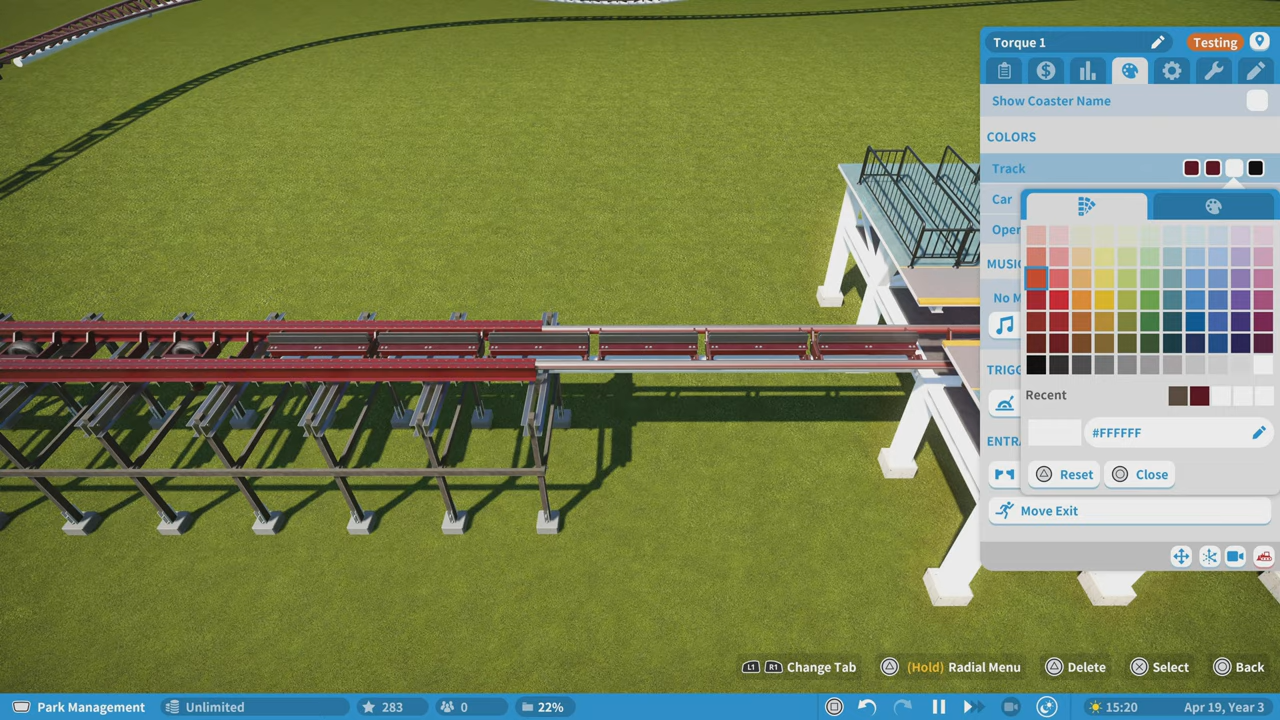 Torque 1
Testing
Show Coaster Name
COLORS
Track
Car
Oper
MUSIC
No M
TRIGG
ENTRA
Recent
#FFFFFF
Reset
Close
Move Exit
L1 R1 Change Tab
(Hold) Radial Menu
Delete
Select
Back
Park Management
Unlimited
283
0
22%
15:20
Apr 19, Year 3